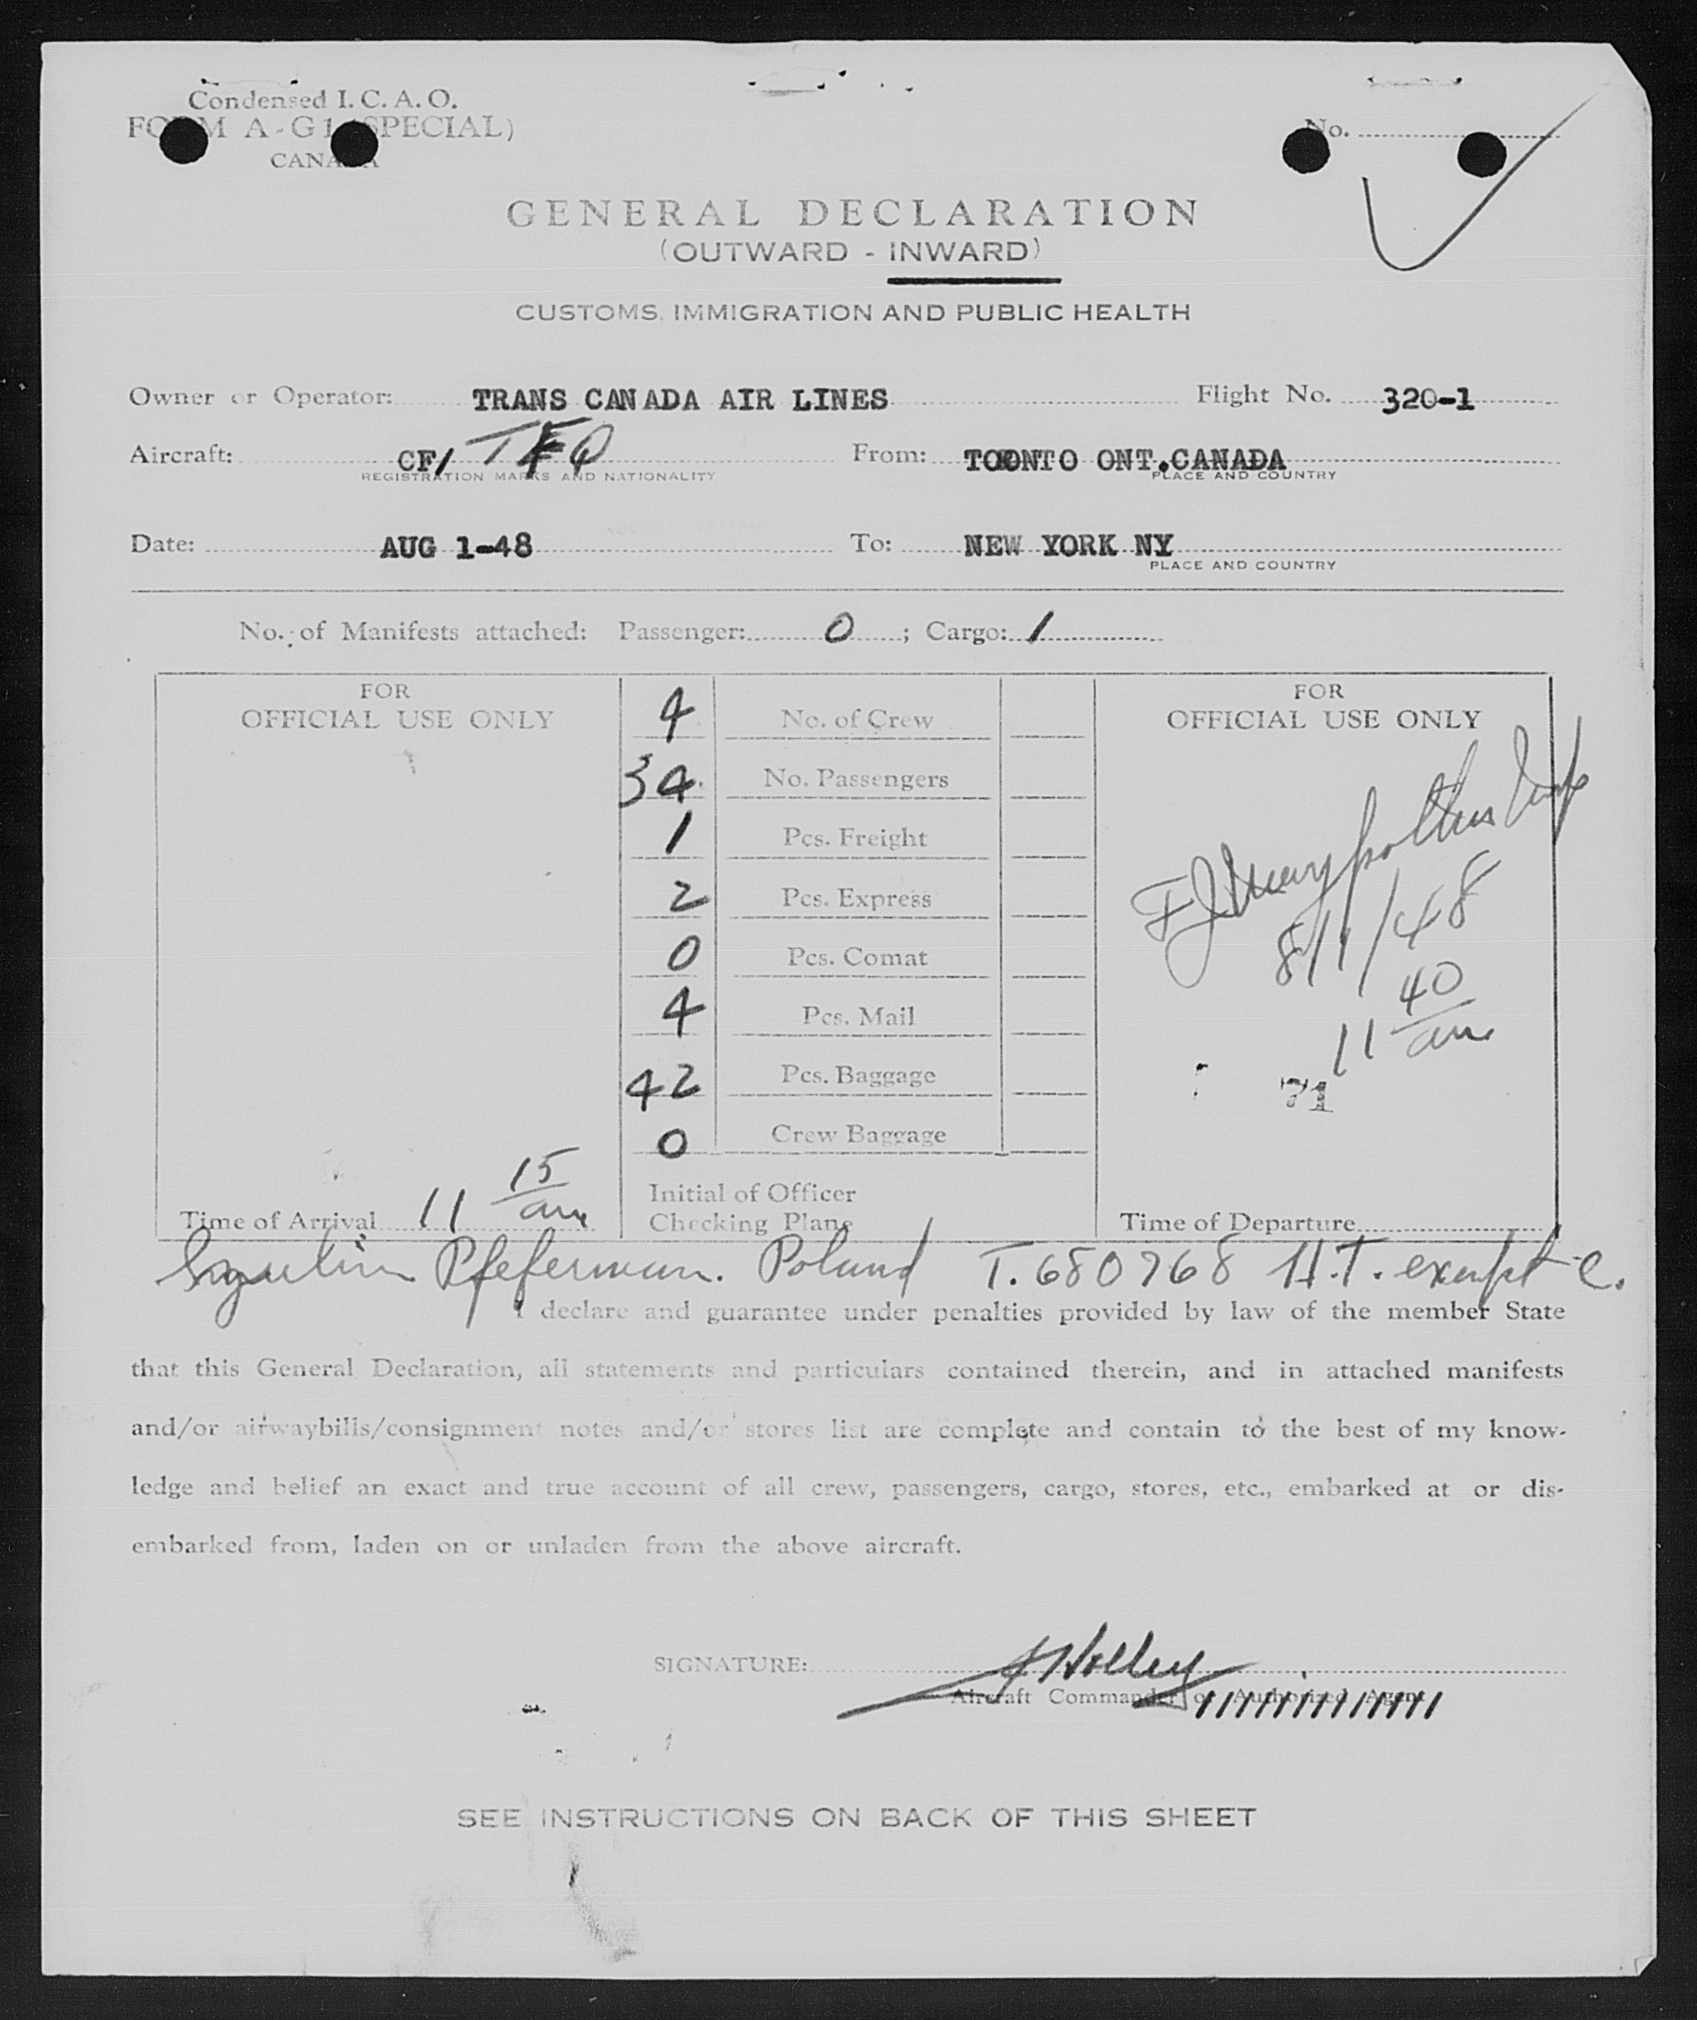 Condensed I. C. A. O.
FORM A-G1 (SPECIAL)
CANADA
No.
GENERAL DECLARATION
(OUTWARD - INWARD)
CUSTOMS, IMMIGRATION AND PUBLIC HEALTH
Owner or Operator: TRANS CANADA AIR LINES Flight No. 320-1
Aircraft: CF/ From: TORONTO ONT.CANADA
REGISTRATION MARKS AND NATIONALITY PLACE AND COUNTRY
Date: AUG 1-48 To: NEW YORK NY
PLACE AND COUNTRY
No. of Manifests attached: Passenger: 0 ; Cargo: 1
FOR
OFFICIAL USE ONLY
4 No. of Crew
34 No. Passengers
1 Pcs. Freight
2 Pcs. Express
0 Pcs. Comat
4 Pcs. Mail
42 Pcs. Baggage
0 Crew Baggage
Time of Arrival 11 15/am
Initial of Officer
Checking Plane
FOR
OFFICIAL USE ONLY
8/1/48
11 40/am
71
Time of Departure
Pfeferman. Poland T. 680768 H.T. exempt-e.
I declare and guarantee under penalties provided by law of the member State
that this General Declaration, all statements and particulars contained therein, and in attached manifests
and/or airwaybills/consignment notes and/or stores list are complete and contain to the best of my know-
ledge and belief an exact and true account of all crew, passengers, cargo, stores, etc., embarked at or dis-
embarked from, laden on or unladen from the above aircraft.
SIGNATURE: Holley
Aircraft Commander or Authorized Agent
SEE INSTRUCTIONS ON BACK OF THIS SHEET